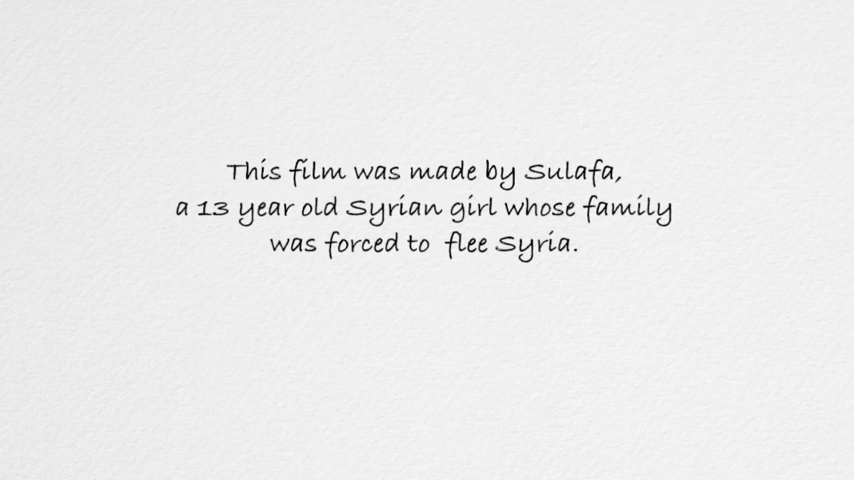 This film was made by Sulafa,
a 13 year old Syrian girl whose family
was forced to flee Syria.